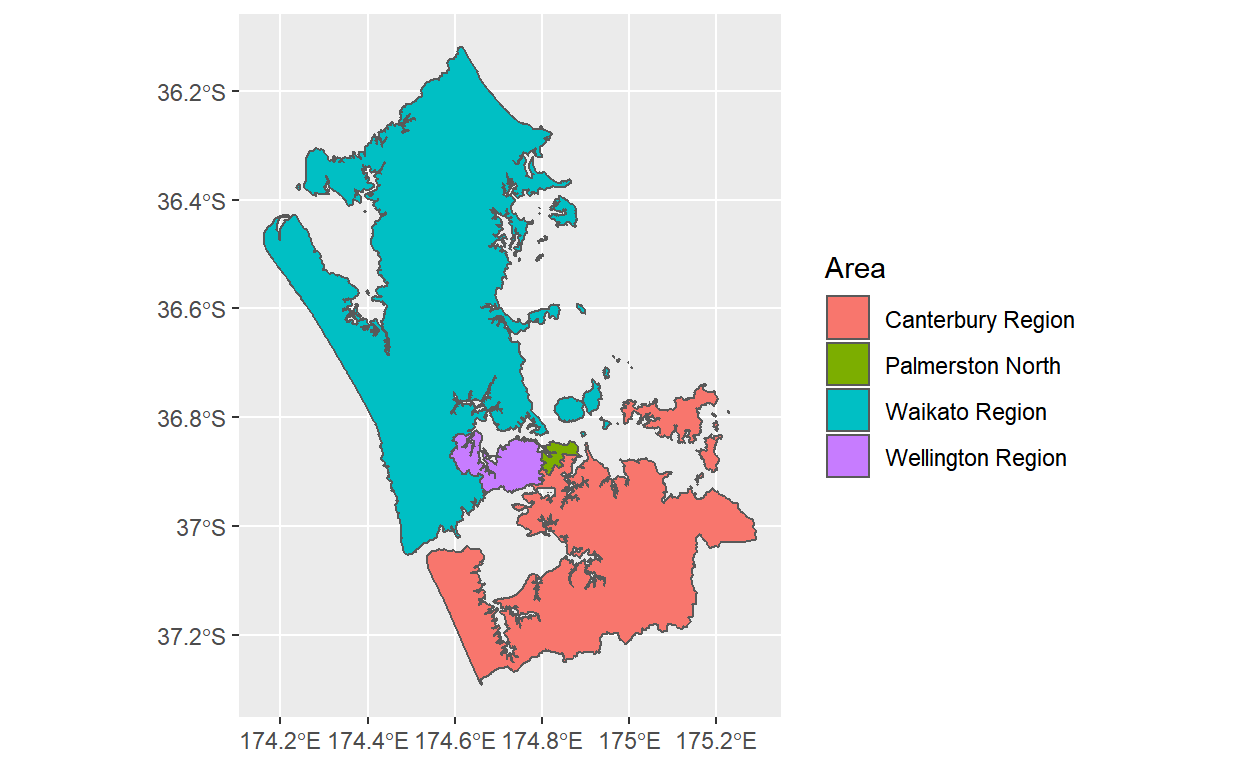 36.2°S
36.4°S
36.6°S
36.8°S
37°S
37.2°S
174.2°E 174.4°E 174.6°E 174.8°E 175°E 175.2°E
Area
Canterbury Region
Palmerston North
Waikato Region
Wellington Region